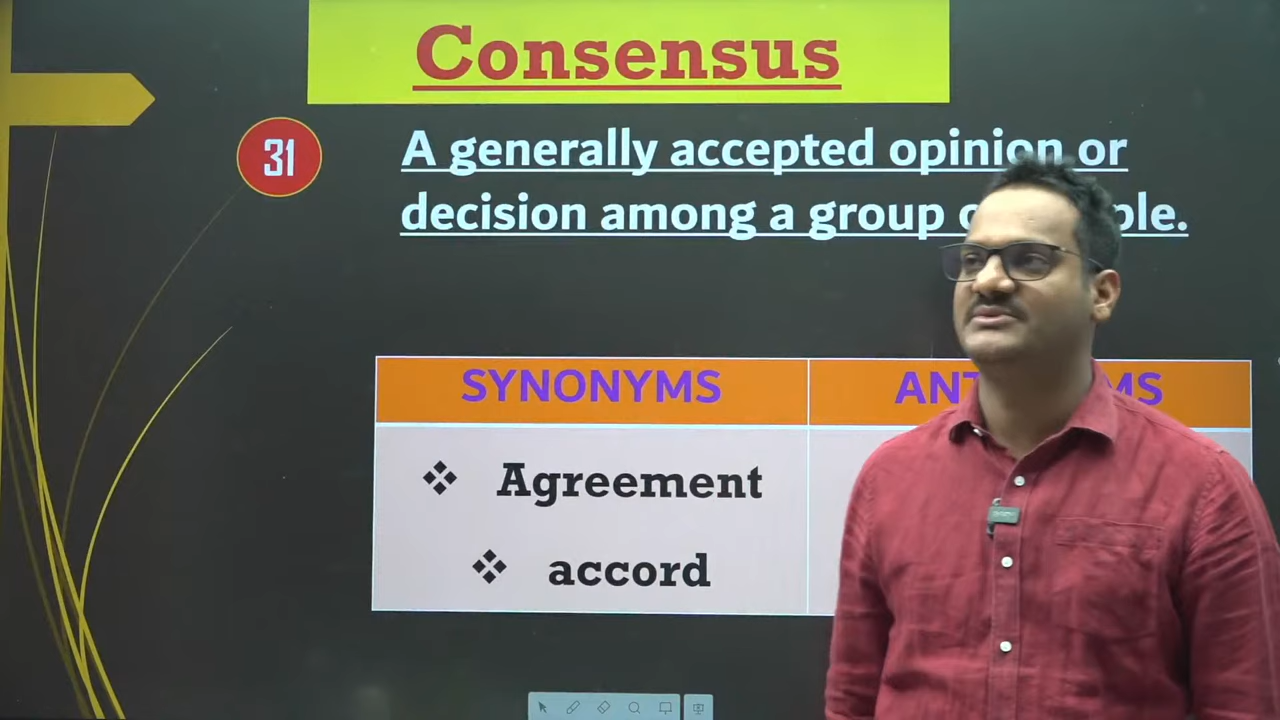 Consensus
31
A generally accepted opinion or
decision among a group
SYNONYMS
Agreement
accord